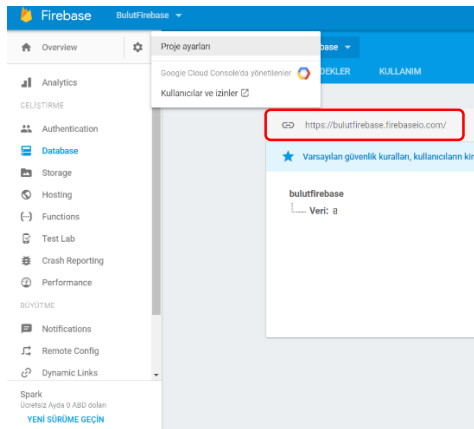 Firebase
BulutFirebase
Overview
Proje ayarları
Google Cloud Console'da yönetilenler
Kullanıcılar ve izinler
Analytics
GELİŞTİRME
Authentication
Database
Storage
Hosting
Functions
Test Lab
Crash Reporting
Performance
BÜYÜTME
Notifications
Remote Config
Dynamic Links
Spark
Ücretsiz Ayda 0 ABD doları
YENİ SÜRÜME GEÇİN
base
DEKLER KULLANIM
https://bulutfirebase.firebaseio.com/
Varsayılan güvenlik kuralları, kullanıcıların kim
bulutfirebase
Veri: 0